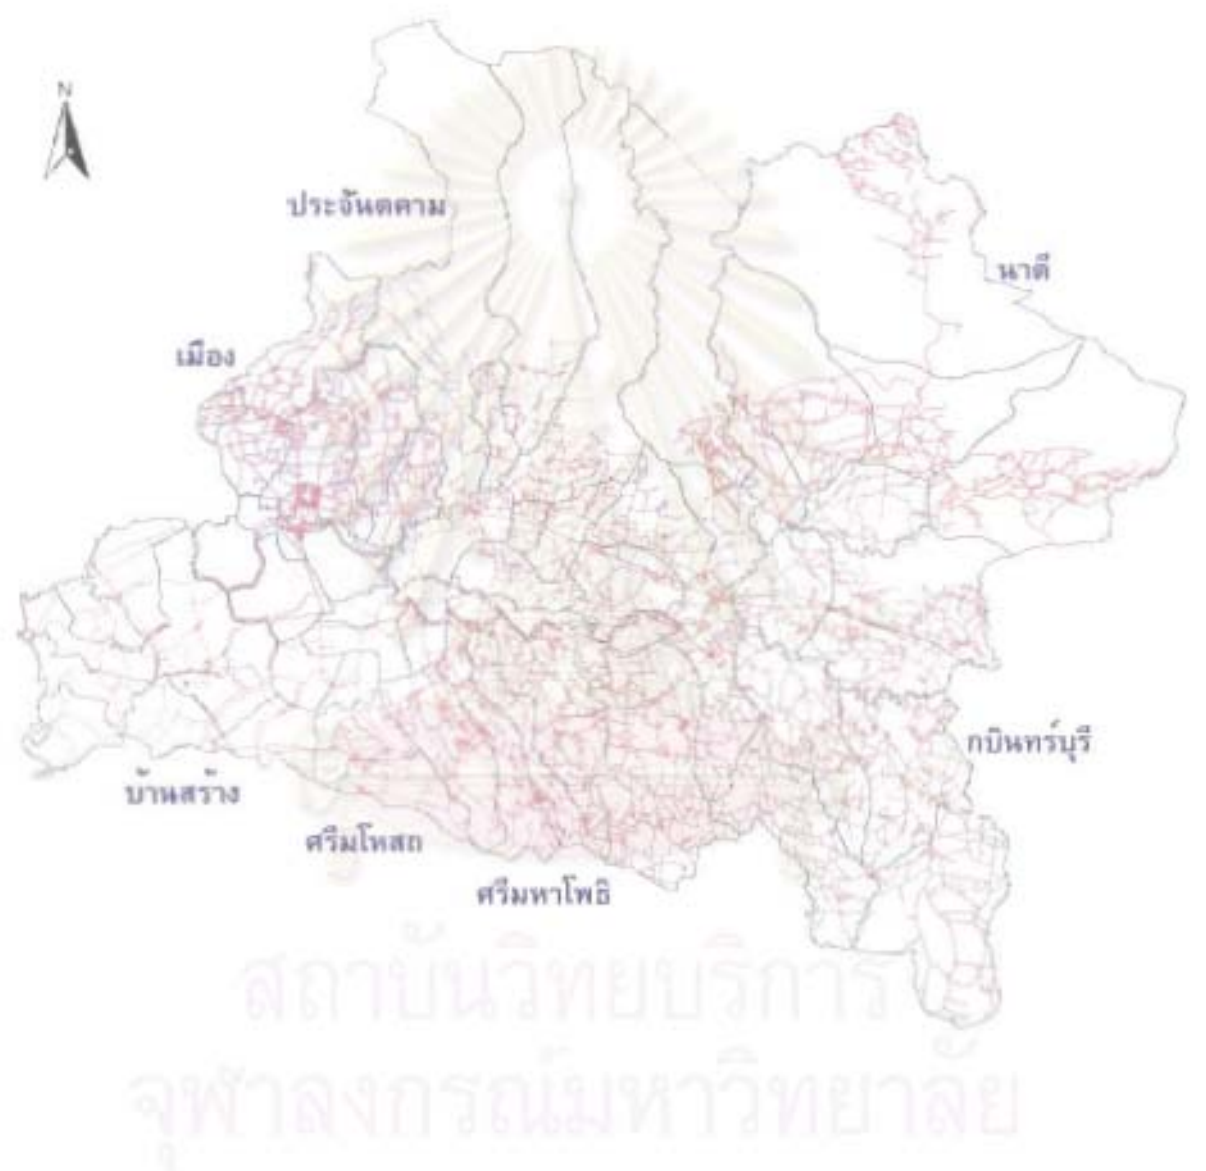 N
ประจันตคาม
นาดี
เมือง
กบินทร์บุรี
บ้านสร้าง
ศรีมโหสถ
ศรีมหาโพธิ
สถาบันวิทยบริการ
จุฬาลงกรณ์มหาวิทยาลัย